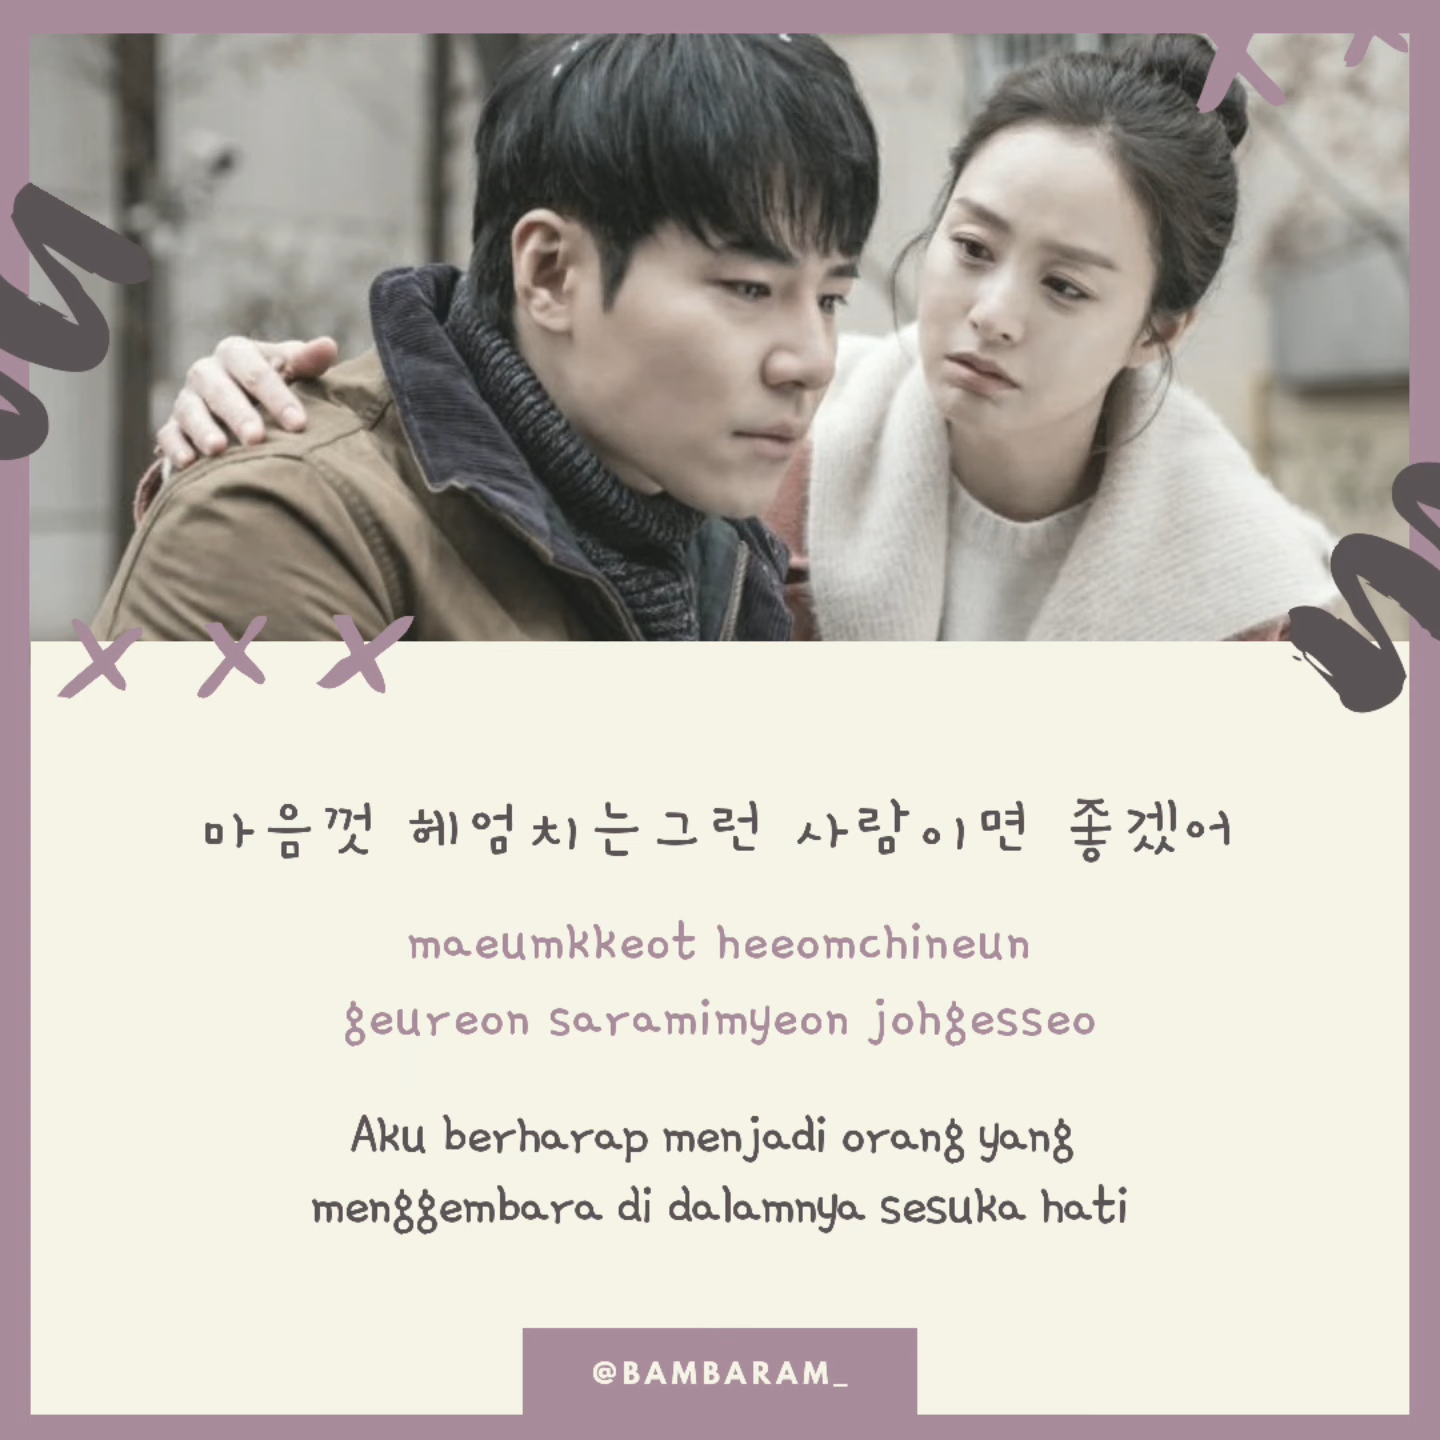 마음껏 헤엄치는그런 사람이면 좋겠어
maeumkkeot heeomchineun
geureon saramimyeon johgesseo
Aku berharap menjadi orang yang
menggembara di dalamnya sesuka hati
@BAMBARAM_